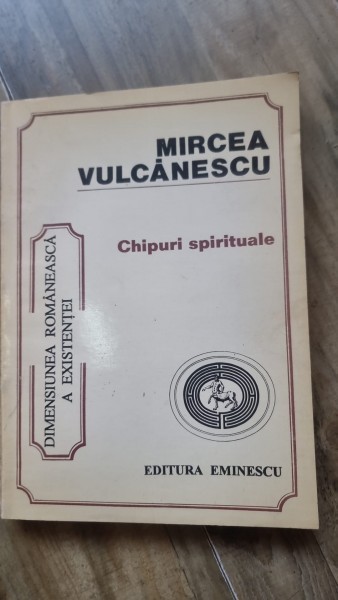 MIRCEA
VULCĂNESCU
Chipuri spirituale
DIMENSIUNEA ROMÂNEASCĂ
A EXISTENȚEI
EDITURA EMINESCU